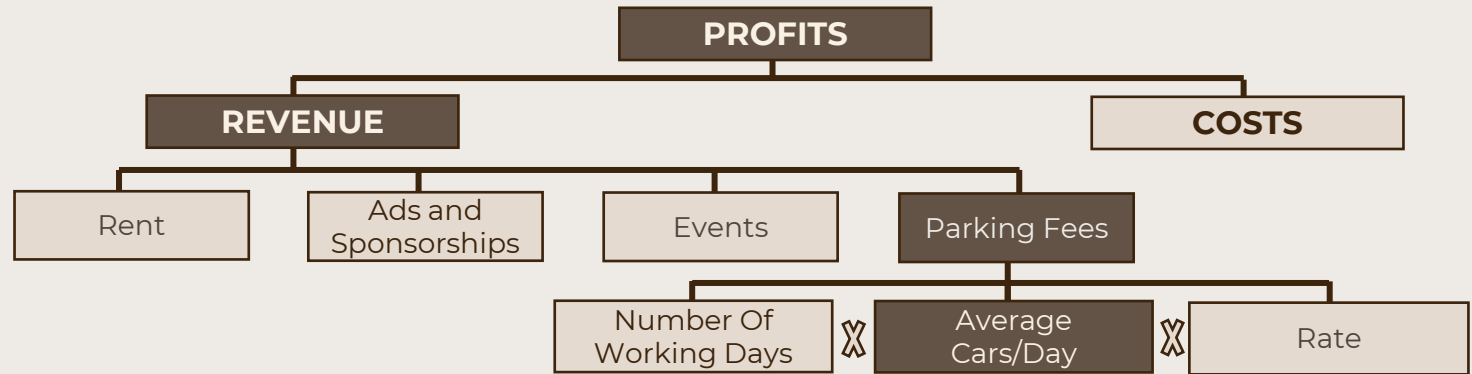 PROFITS
REVENUE
COSTS
Rent
Ads and
Sponsorships
Events
Parking Fees
Number Of
Working Days
X
Average
Cars/Day
X
Rate